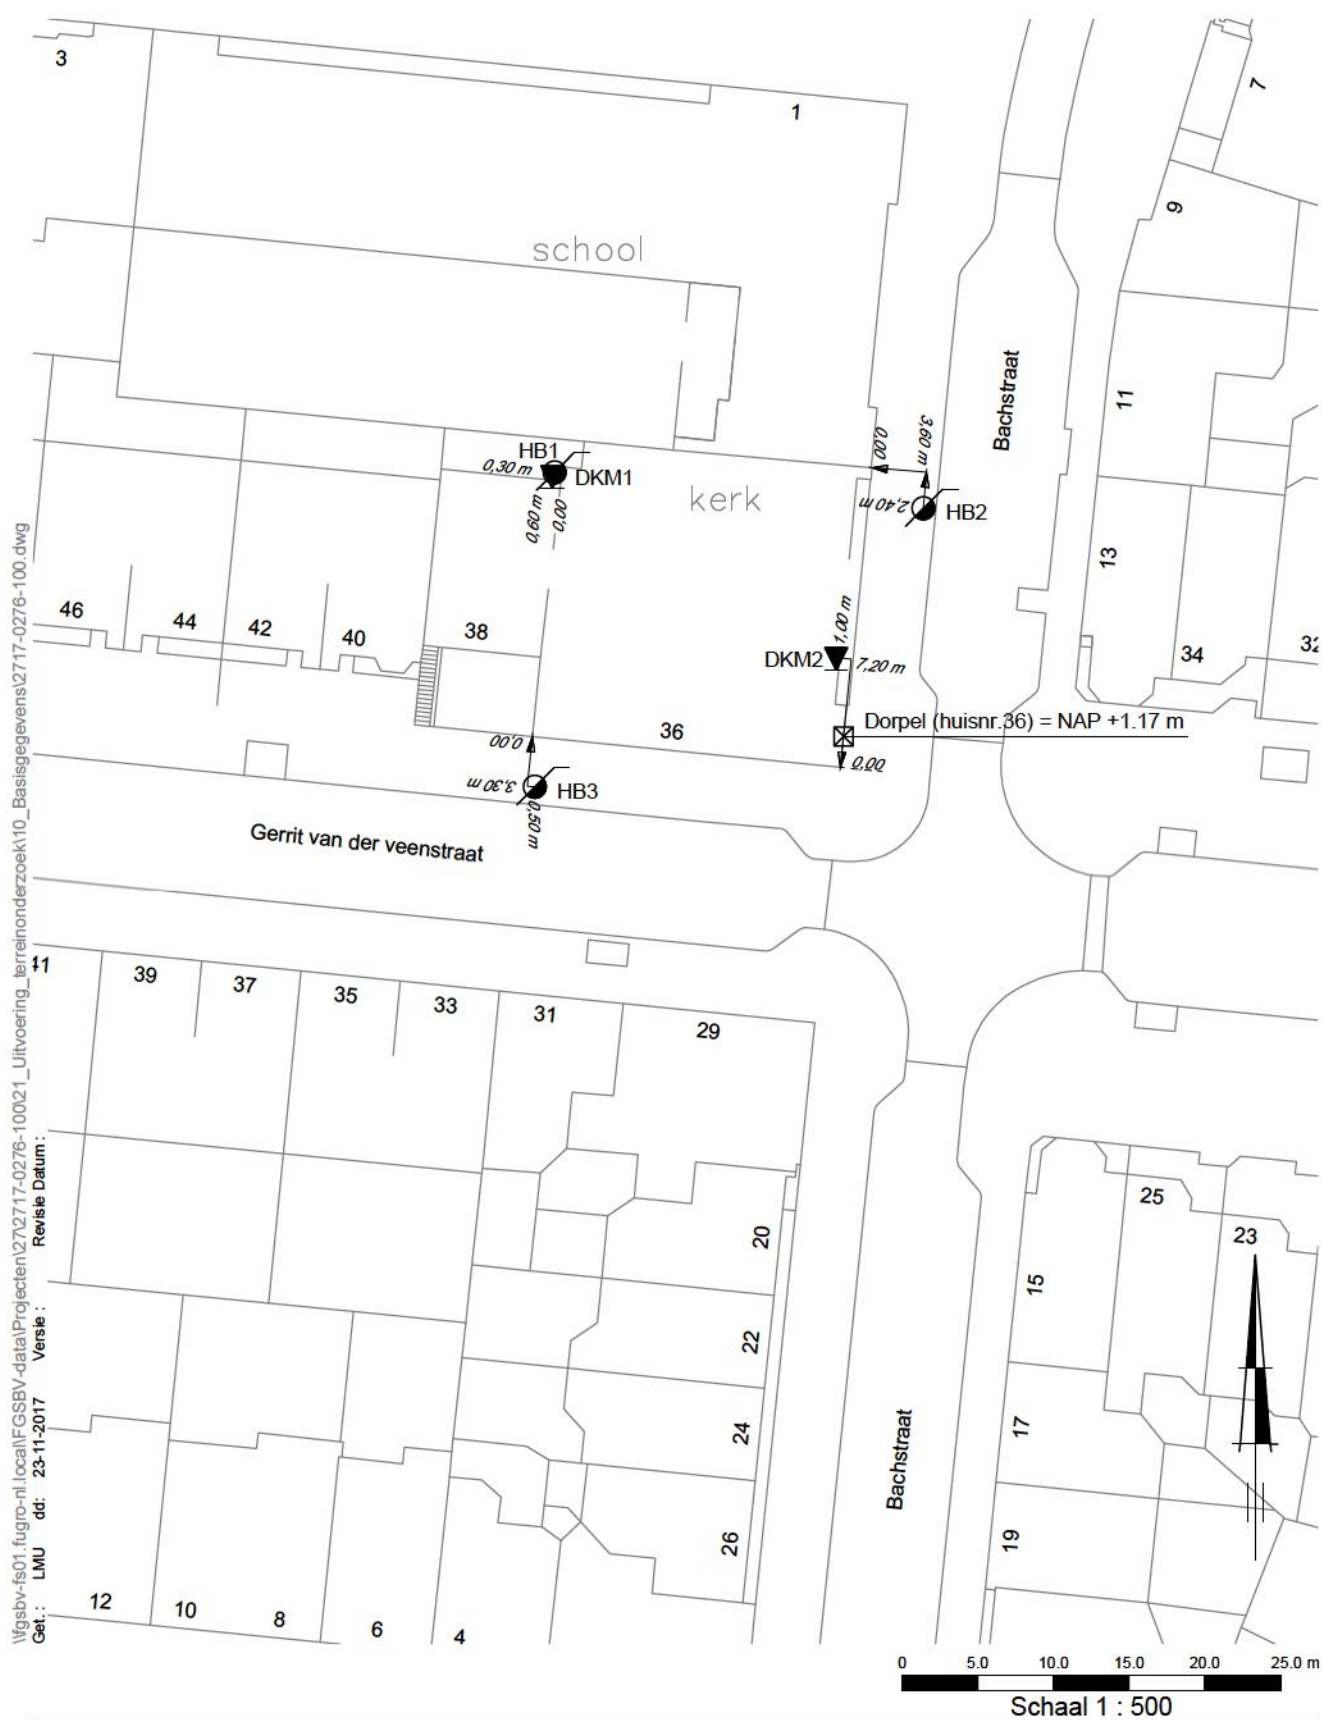 3
1
7
school
9
Bachstraat
11
HB1
0,30 m
DKM1
0,60 m
0,00
kerk
0,00
3,60 m
2,40 m
HB2
13
46
44
42
40
38
1,00 m
DKM2
7,20 m
34
32
36
Dorpel (huisnr.36) = NAP +1.17 m
0,00
0,00
3,30 m
HB3
0,50 m
Gerrit van der veenstraat
41
39
37
35
33
31
29
20
25
23
15
22
24
Bachstraat
17
26
19
12
10
8
6
4
\\fgsbv-fs01.fugro-nl.local\FGSBV-data\Projecten\27\2717-0276-100\21_Uitvoering_terreinonderzoek\10_Basisgegevens\2717-0276-100.dwg
Get.: LMU dd: 23-11-2017 Versie : Revisie Datum :
0 5.0 10.0 15.0 20.0 25.0 m
Schaal 1 : 500